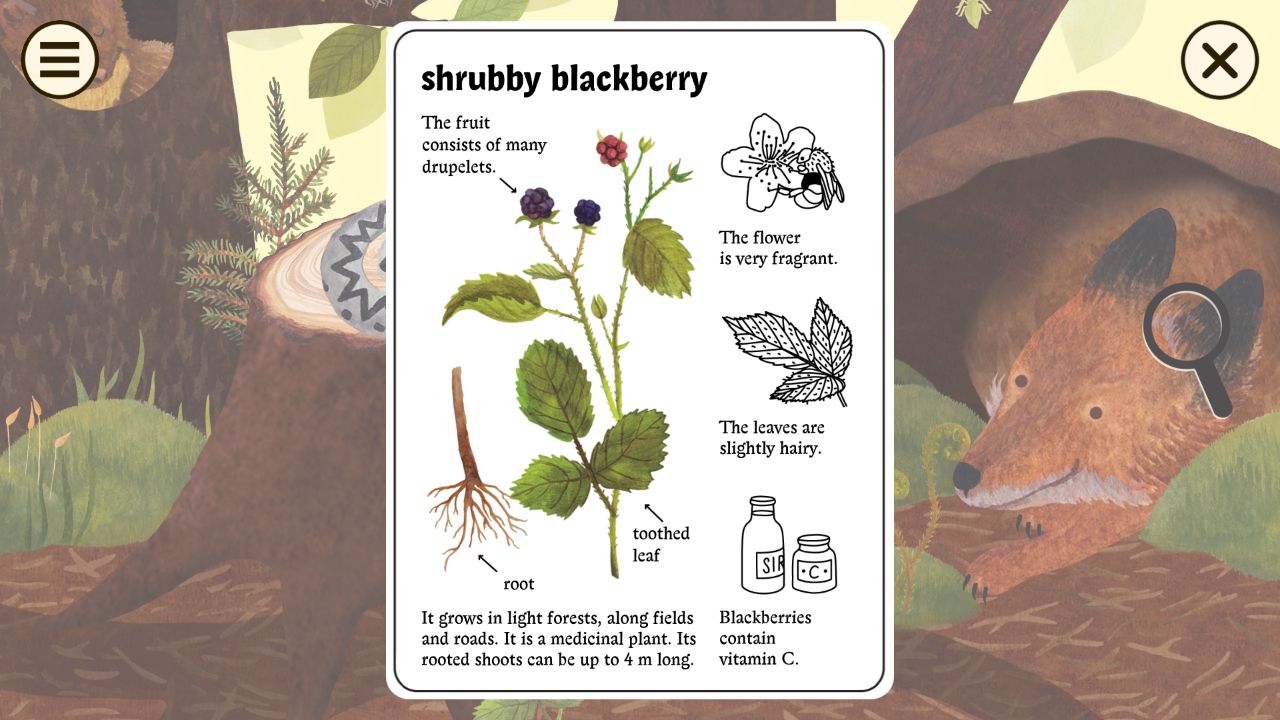 shrubby blackberry
The fruit
consists of many
drupelets.
The flower
is very fragrant.
The leaves are
slightly hairy.
toothed
leaf
root
SIR
C
It grows in light forests, along fields
and roads. It is a medicinal plant. Its
rooted shoots can be up to 4 m long.
Blackberries
contain
vitamin C.